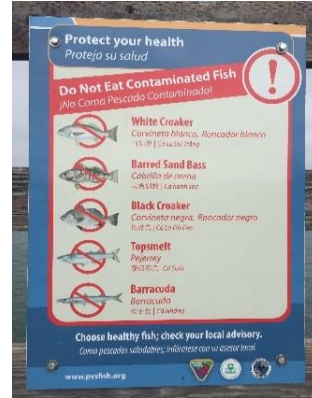 Protect your health
Proteja su salud
Do Not Eat Contaminated Fish
¡No Coma Pescado Contaminado!
White Croaker
Corvineta blanca, Roncador blanco
Barred Sand Bass
Cabrilla de arena
Black Croaker
Corvineta negra, Roncador negro
Topsmelt
Pejerrey
Barracuda
Barracuda
Choose healthy fish; check your local advisory.
Coma pescados saludables; infórmese con su asesor local.
www.pvsfish.org